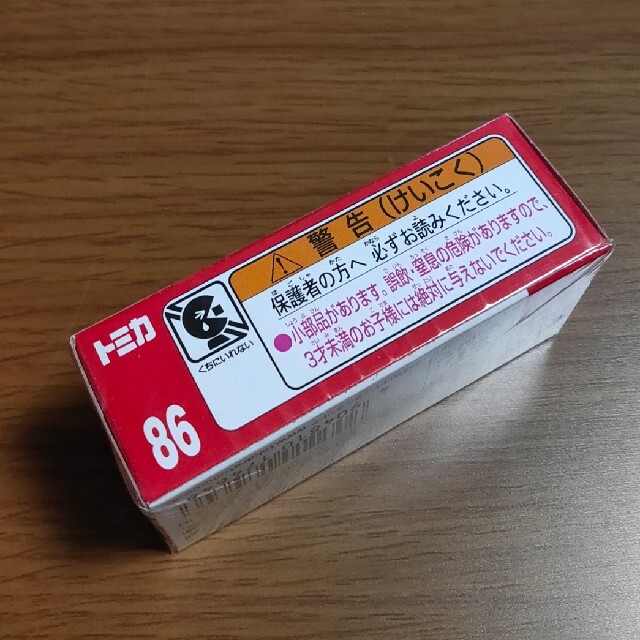 トミカ
86
くちにいれない
警告(けいこく)
保護者の方へ 必ずお読みください。
●小部品があります。誤飲・窒息の危険がありますので、
3才未満のお子様には絶対に与えないでください。